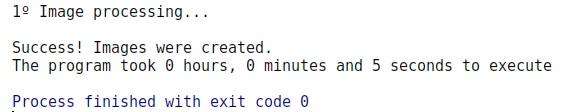 1º Image processing...
Success! Images were created.
The program took 0 hours, 0 minutes and 5 seconds to execute
Process finished with exit code 0